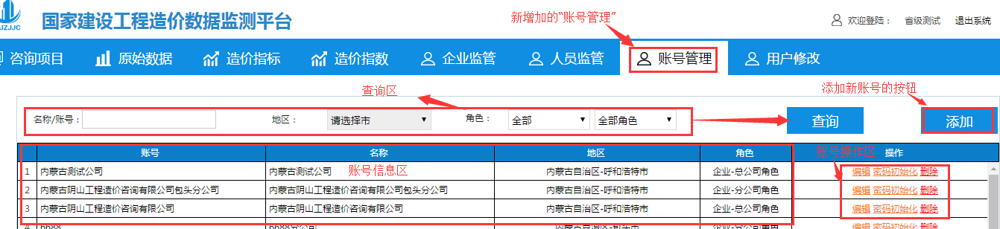 新增加的“账号管理”
JZJJC
国家建设工程造价数据监测平台
欢迎登陆： 省级测试 退出系统
咨询项目 原始数据 造价指标 造价指数 企业监管 人员监管 账号管理 用户修改
查询区
添加新账号的按钮
名称/账号： 地区： 请选择市 角色： 全部 全部角色 查询 添加
账号 名称 地区 角色 操作
账号操作区
1 内蒙古测试公司 内蒙古测试公司 内蒙古自治区-呼和浩特市 企业-总公司角色 编辑 密码初始化 删除
账号信息区
2 内蒙古阴山工程造价咨询有限公司包头分公司 内蒙古阴山工程造价咨询有限公司包头分公司 内蒙古自治区-呼和浩特市 企业-分公司角色 编辑 密码初始化 删除
3 内蒙古阴山工程造价咨询有限公司 内蒙古阴山工程造价咨询有限公司 内蒙古自治区-呼和浩特市 企业-总公司角色 编辑 密码初始化 删除
4 内蒙古自治区-包头市 企业-分公司角色 编辑 密码初始化 删除